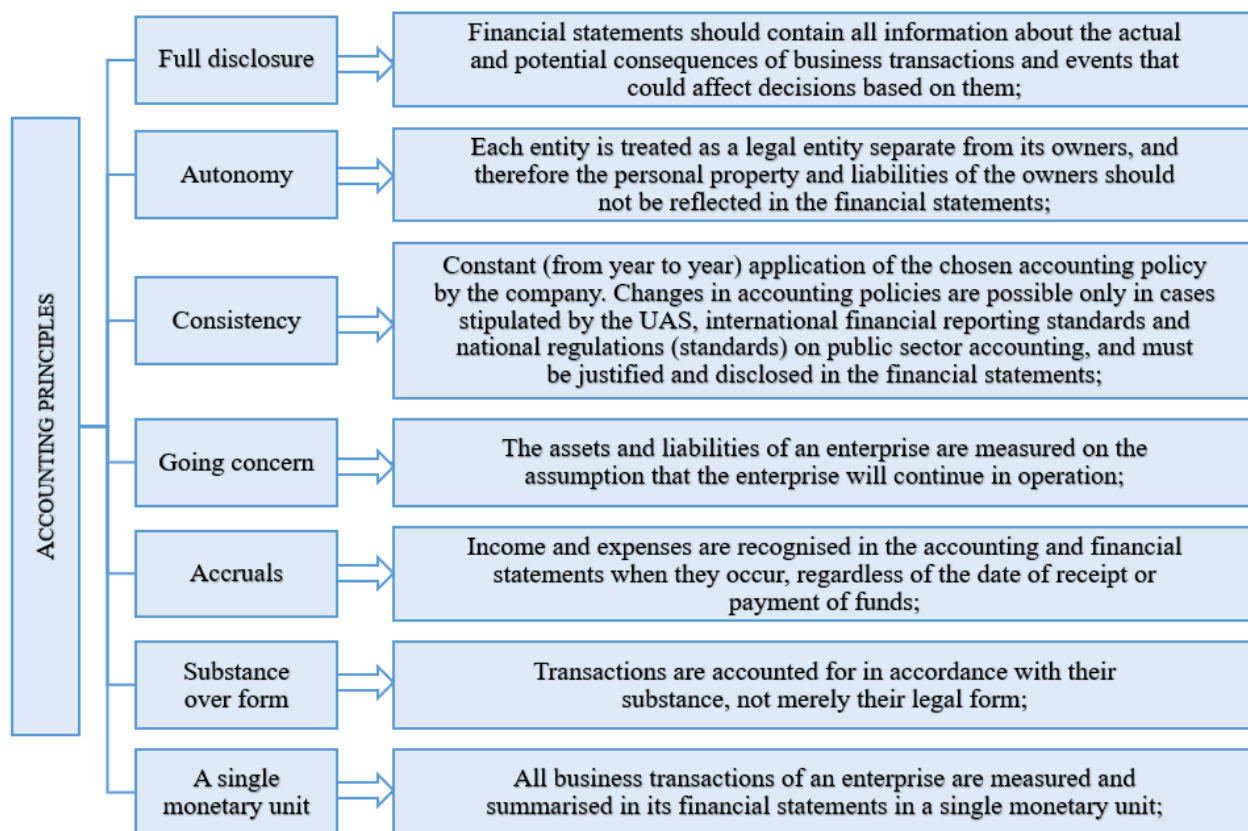 ACCOUNTING PRINCIPLES
Full disclosure
Financial statements should contain all information about the actual
and potential consequences of business transactions and events that
could affect decisions based on them;
Autonomy
Each entity is treated as a legal entity separate from its owners, and
therefore the personal property and liabilities of the owners should
not be reflected in the financial statements;
Consistency
Constant (from year to year) application of the chosen accounting policy
by the company. Changes in accounting policies are possible only in cases
stipulated by the UAS, international financial reporting standards and
national regulations (standards) on public sector accounting, and must
be justified and disclosed in the financial statements;
Going concern
The assets and liabilities of an enterprise are measured on the
assumption that the enterprise will continue in operation;
Accruals
Income and expenses are recognised in the accounting and financial
statements when they occur, regardless of the date of receipt or
payment of funds;
Substance
over form
Transactions are accounted for in accordance with their
substance, not merely their legal form;
A single
monetary unit
All business transactions of an enterprise are measured and
summarised in its financial statements in a single monetary unit;